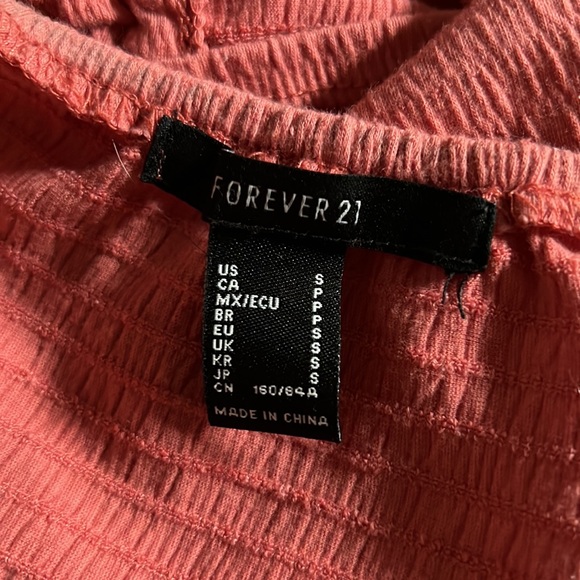 FOREVER 21
US S
CA P
MX/ECU P
BR P
EU S
UK S
KR S
JP S
CN 160/84A
MADE IN CHINA